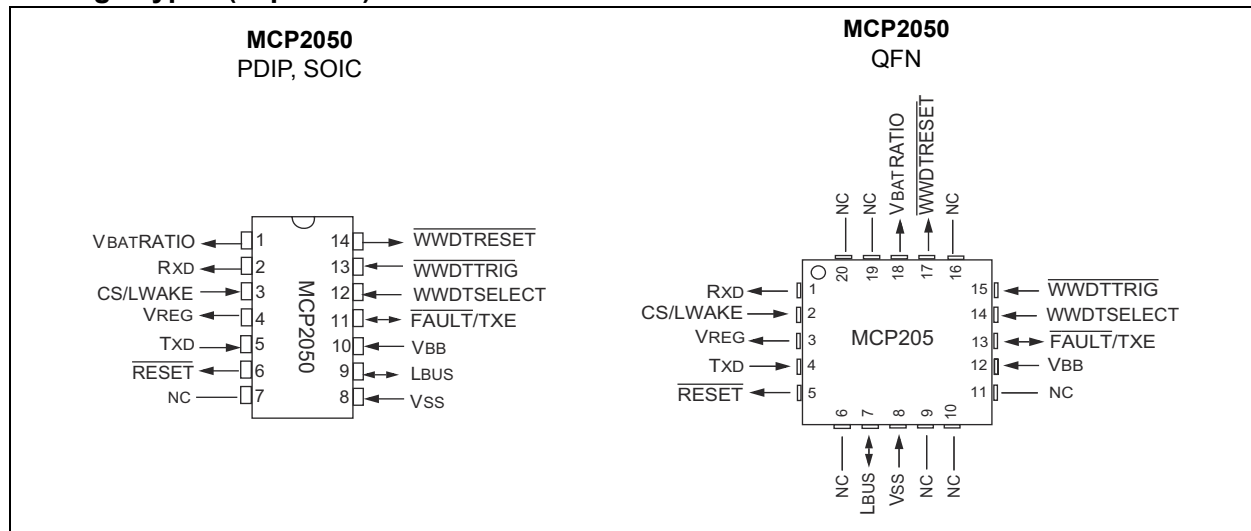 MCP2050
PDIP, SOIC
VBATRATIO
RXD
CS/LWAKE
VREG
TXD
RESET
NC
1
2
3
4
5
6
7
MCP2050
14
13
12
11
10
9
8
WWDTRESET
WWDTTRIG
WWDTSELECT
FAULT/TXE
VBB
LBUS
VSS
MCP2050
QFN
NC
NC
VBATRATIO
WWDTRESET
NC
20
19
18
17
16
RXD
CS/LWAKE
VREG
TXD
RESET
1
2
3
4
5
MCP205
15
14
13
12
11
WWDTTRIG
WWDTSELECT
FAULT/TXE
VBB
NC
6
7
8
9
10
NC
LBUS
VSS
NC
NC